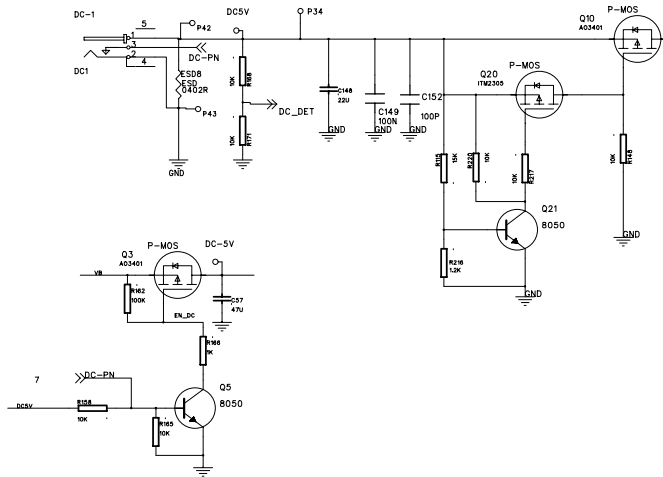 DC-1
5
1
3
2
4
DC1
P42
DC-PN
ESD8
ESD
0402R
P43
GND
DC5V
10K
R168
DC_DET
10K
R171
P34
C148
22U
GND
C149
100N
GND
C152
100P
GND
R115
15K
R220
10K
Q20
P-MOS
ITM2305
10K
R217
Q21
8050
R216
1.2K
GND
Q10
P-MOS
AO3401
10K
R148
GND
Q3
P-MOS
AO3401
DC-5V
VB
R162
100K
EN_DC
C57
47U
R166
1K
7
DC-PN
DC5V
R158
10K
R165
10K
Q5
8050